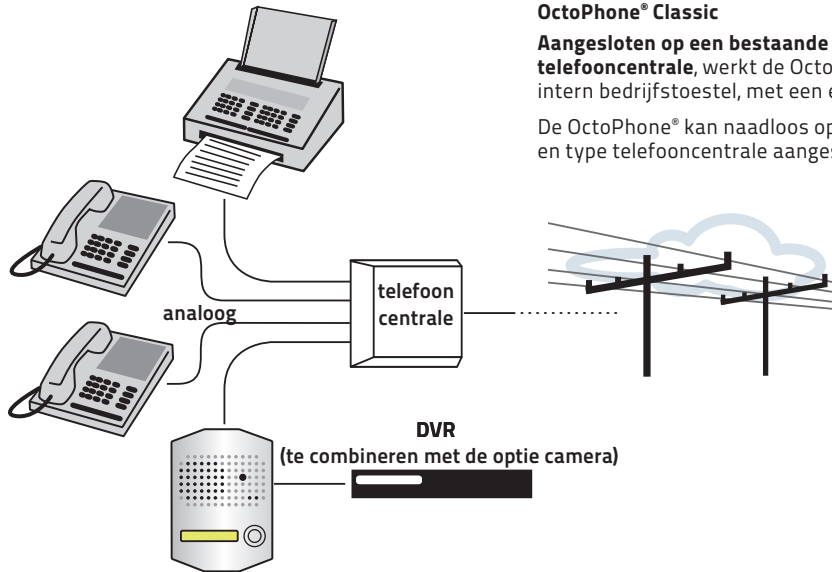 OctoPhone® Classic
Aangesloten op een bestaande
telefooncentrale, werkt de Octo
intern bedrijfstoestel, met een e
De OctoPhone® kan naadloos op
en type telefooncentrale aanges
analoog
telefoon
centrale
DVR
(te combineren met de optie camera)